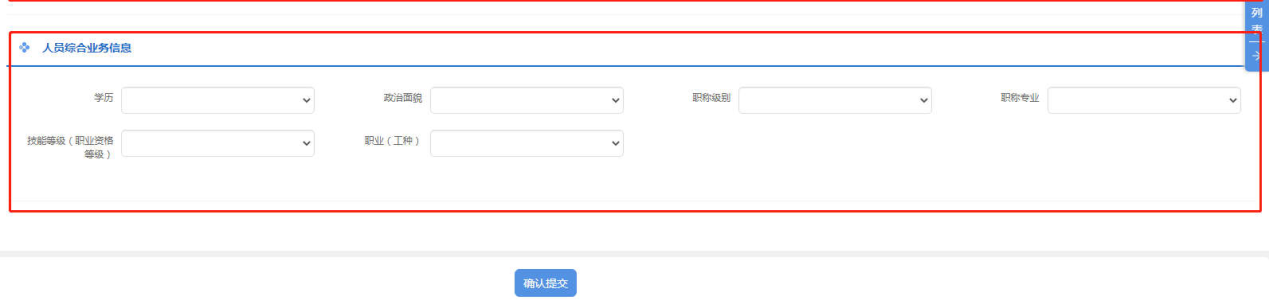 列
表
人员综合业务信息
学历
政治面貌
职称级别
职称专业
技能等级（职业资格
等级）
职业（工种）
确认提交